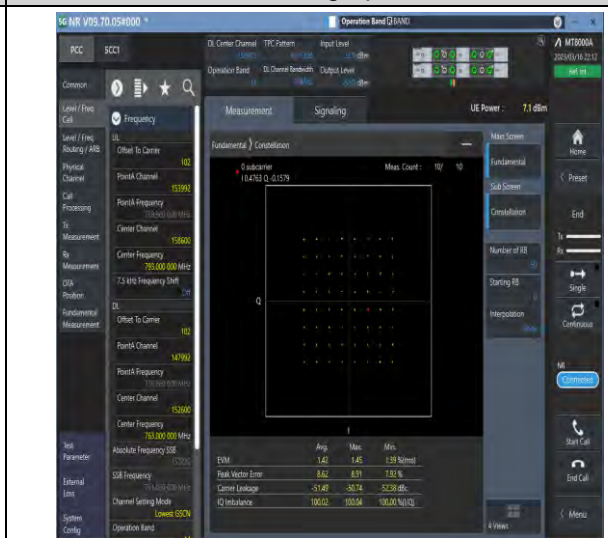 5G NR V09.70.05#000 *
Operation Band BAND
PCC
SCC1
DL Center Channel
TPC Pattern
Input Level
Operation Band
DL Channel Bandwidth
Output Level
MT8000A
2023/03/16 22:12
Ref. Int
Common
Level / Freq
Cell
Level / Freq
Routing / ARB
Physical
Channel
Call
Processing
Tx
Measurement
Rx
Measurement
OTA
Position
Fundamental
Measurement
Test
Parameter
External
Loss
System
Config
Frequency
UL
Offset To Carrier
102
PointA Channel
153992
PointA Frequency
Center Channel
158600
Center Frequency
793.000 000 MHz
7.5 kHz Frequency Shift
Off
DL
Offset To Carrier
102
PointA Channel
147992
PointA Frequency
Center Channel
152600
Center Frequency
763.000 000 MHz
Absolute Frequency SSB
SSB Frequency
Channel Setting Mode
Lowest GSCN
Operation Band
Measurement
Signaling
UE Power :
7.1 dBm
Fundamental
Constellation
0 subcarrier
I 0.4763 Q -0.1579
Meas. Count :
10/
10
Q
I
Avg.
Max.
Min.
EVM
1.42
1.45
1.39 %(rms)
Peak Vector Error
8.62
8.91
7.92 %
Carrier Leakage
-51.49
-50.74
-52.38 dBc
IQ Imbalance
100.02
100.04
100.00 %(I/Q)
Main Screen
Fundamental
Sub Screen
Constellation
Number of RB
Starting RB
0
Interpolation
4 Views
Home
Preset
End
Tx
Rx
Single
Continuous
NR
Connected
Start Call
End Call
Menu